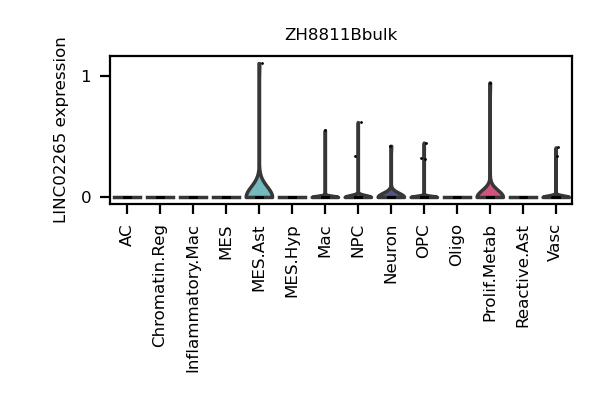 ZH8811Bbulk
LINC02265 expression
1
0
AC
Chromatin.Reg
Inflammatory.Mac
MES
MES.Ast
MES.Hyp
Mac
NPC
Neuron
OPC
Oligo
Prolif.Metab
Reactive.Ast
Vasc